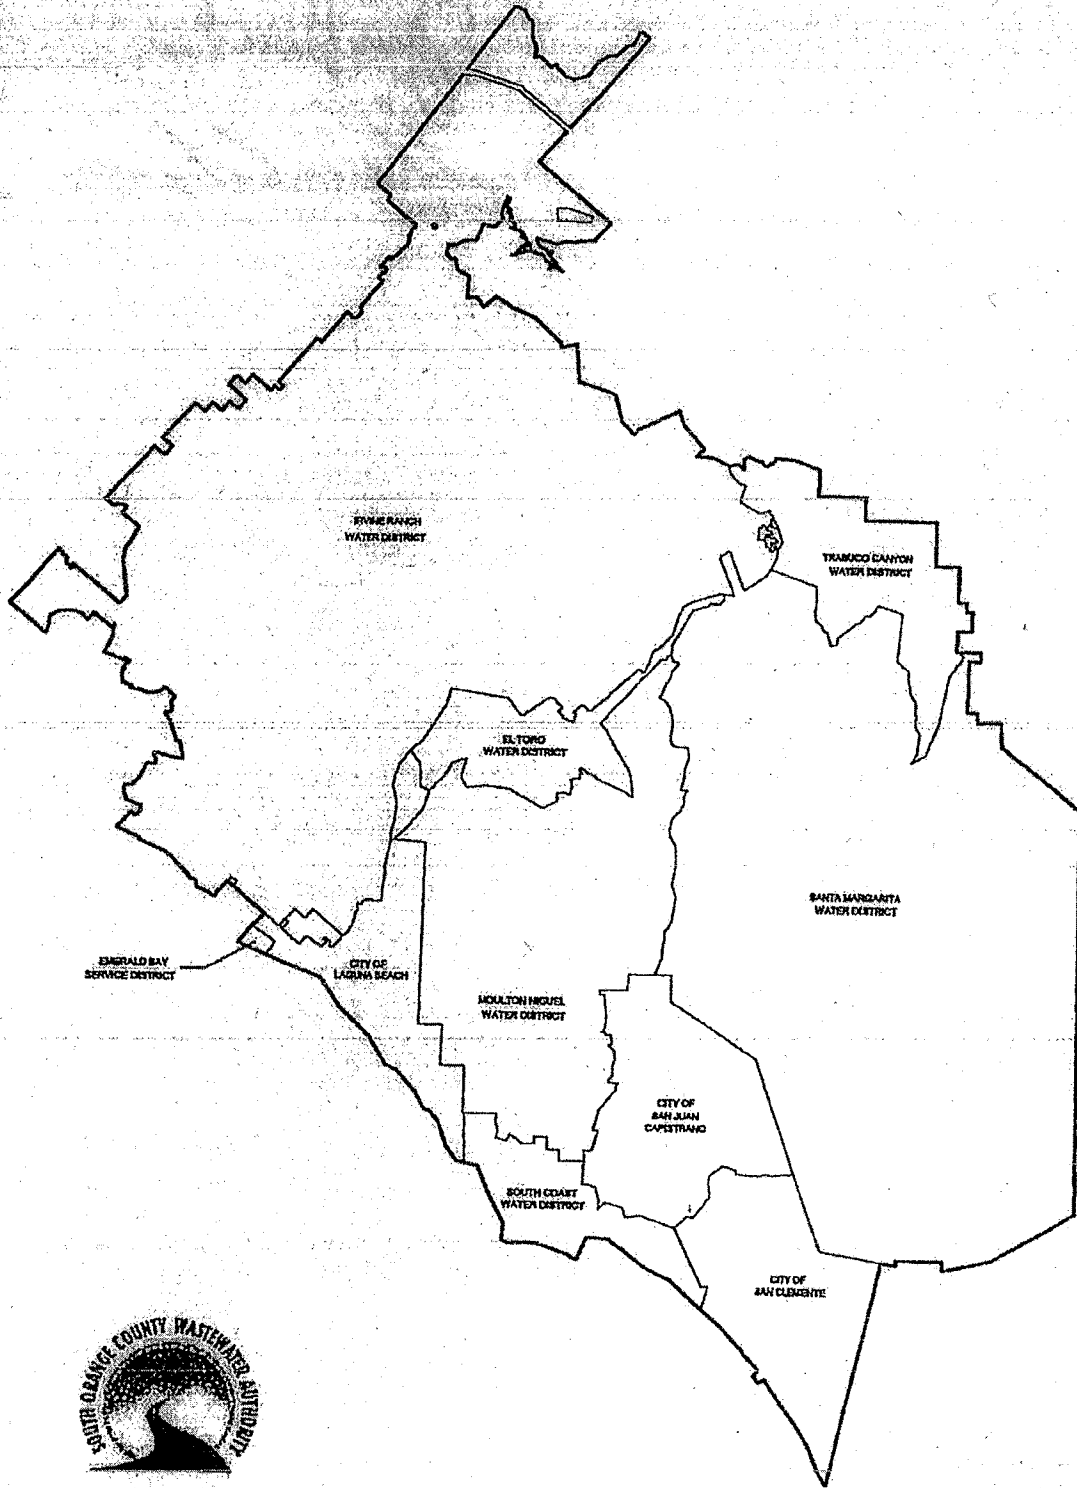 IRVINE RANCH
WATER DISTRICT
TRABUCO CANYON
WATER DISTRICT
EL TORO
WATER DISTRICT
SANTA MARGARITA
WATER DISTRICT
EMERALD BAY
SERVICE DISTRICT
CITY OF
LAGUNA BEACH
MOULTON NIGUEL
WATER DISTRICT
CITY OF
SAN JUAN
CAPISTRANO
SOUTH COAST
WATER DISTRICT
CITY OF
SAN CLEMENTE
SOUTH ORANGE COUNTY WASTEWATER AUTHORITY